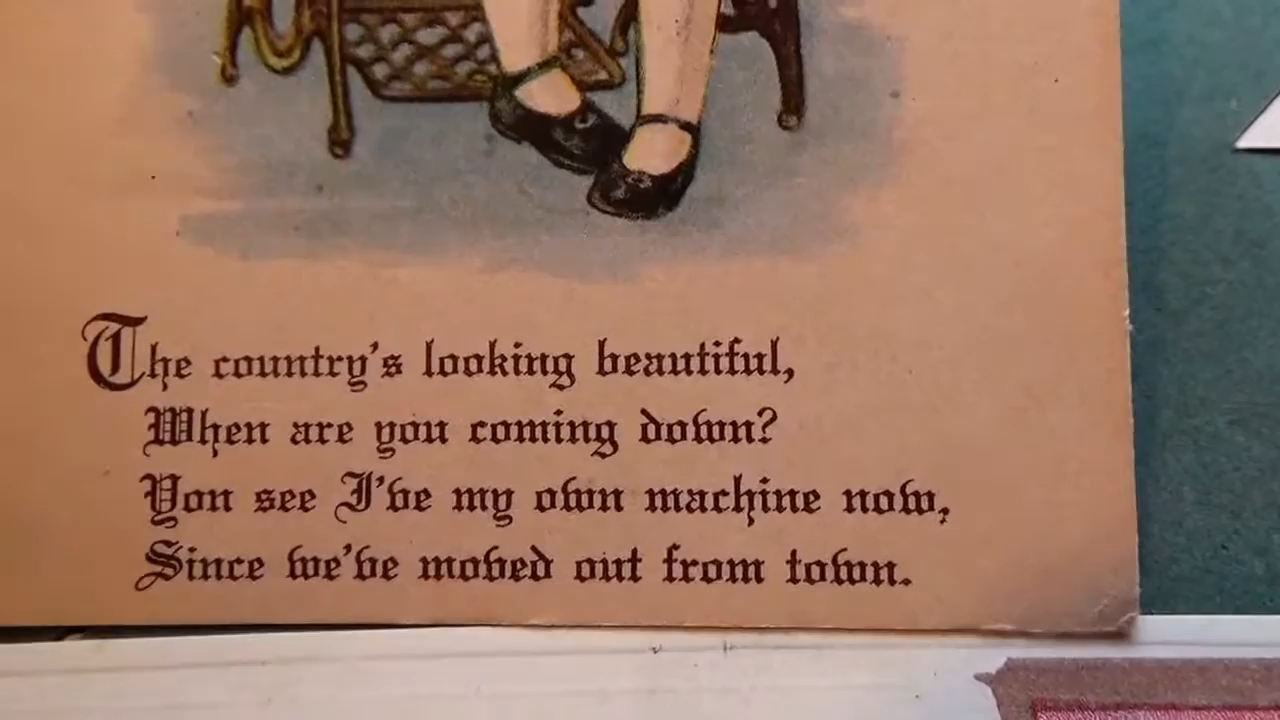 The country's looking beautiful,
When are you coming down?
You see I've my own machine now,
Since we've moved out from town.